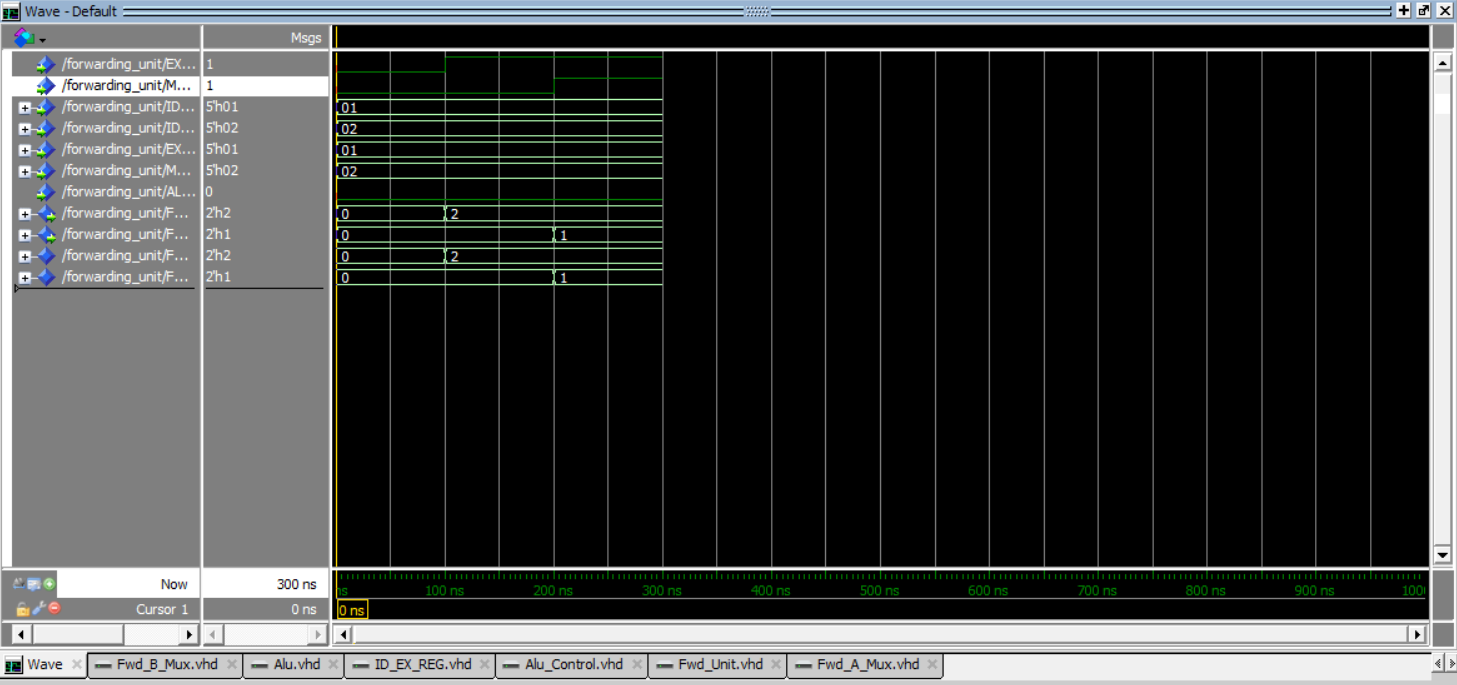 Wave - Default
Msgs
/forwarding_unit/EX... 1
/forwarding_unit/M... 1
/forwarding_unit/ID... 5'h01 01
/forwarding_unit/ID... 5'h02 02
/forwarding_unit/EX... 5'h01 01
/forwarding_unit/M... 5'h02 02
/forwarding_unit/AL... 0
/forwarding_unit/F... 2'h2 0 2
/forwarding_unit/F... 2'h1 0 1
/forwarding_unit/F... 2'h2 0 2
/forwarding_unit/F... 2'h1 0 1
Now 300 ns ns 100 ns 200 ns 300 ns 400 ns 500 ns 600 ns 700 ns 800 ns 900 ns 100
Cursor 1 0 ns 0 ns
Wave Fwd_B_Mux.vhd Alu.vhd ID_EX_REG.vhd Alu_Control.vhd Fwd_Unit.vhd Fwd_A_Mux.vhd